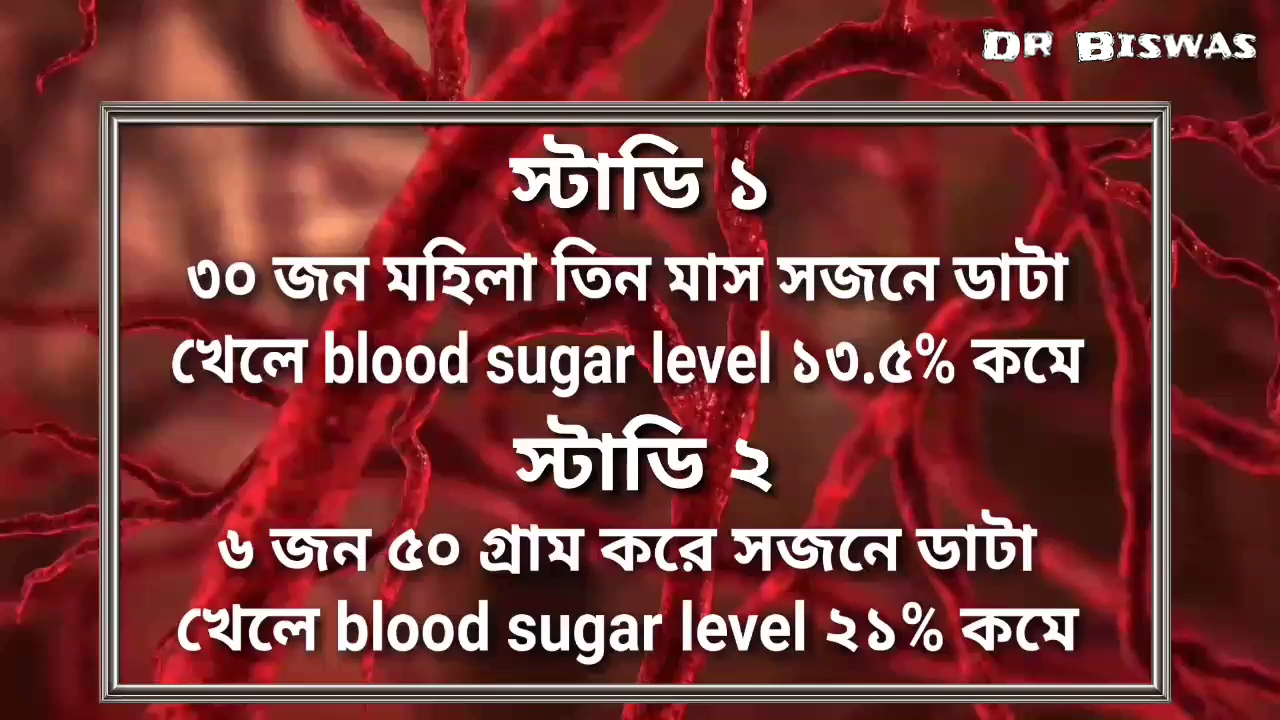 Dr Biswas
স্টাডি ১
৩০ জন মহিলা তিন মাস সজনে ডাটা
খেলে blood sugar level ১৩.৫% কমে
স্টাডি ২
৬ জন ৫০ গ্রাম করে সজনে ডাটা
খেলে blood sugar level ২১% কমে